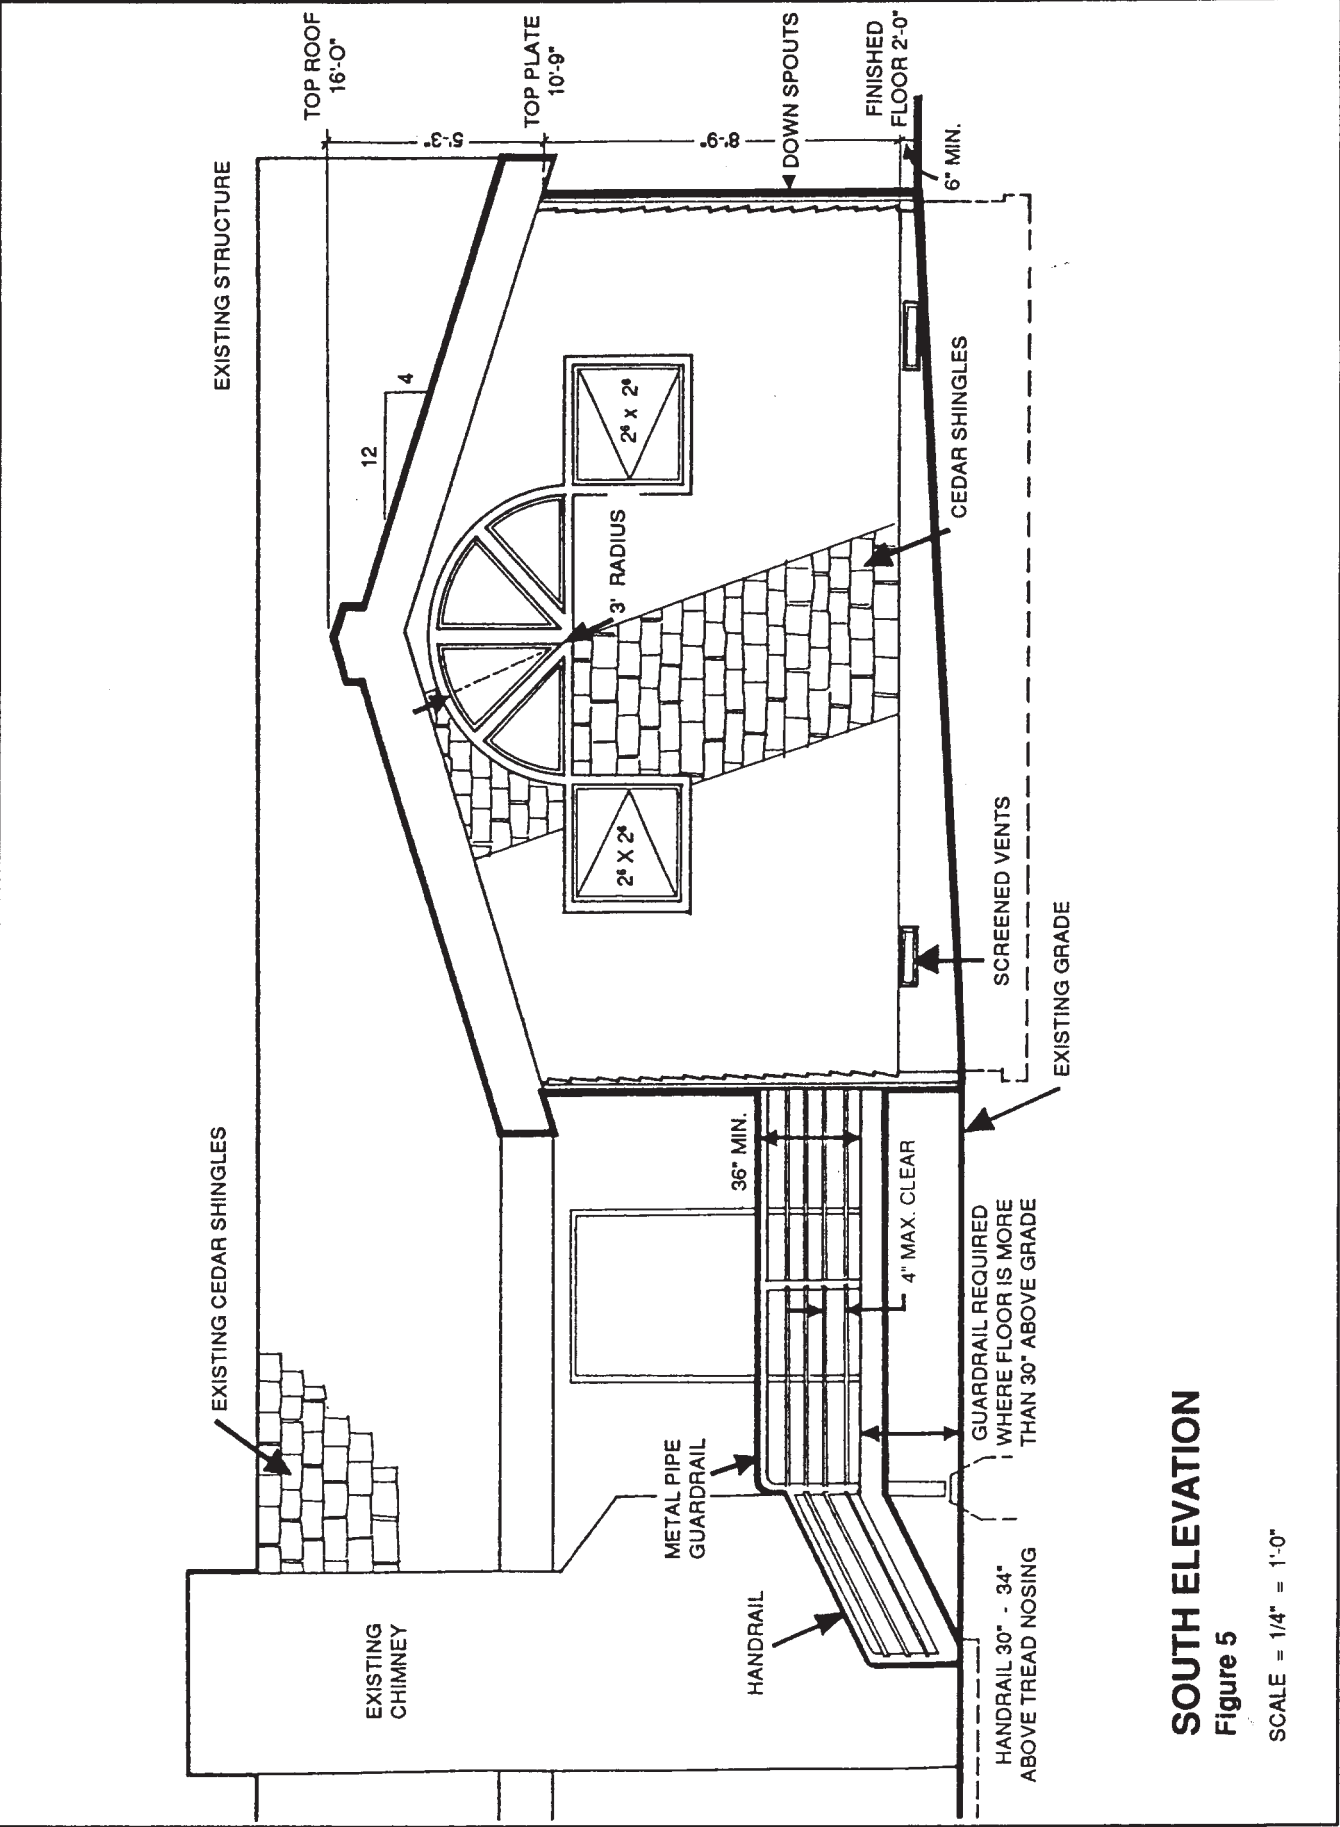 EXISTING CEDAR SHINGLES
EXISTING STRUCTURE
TOP ROOF
16'-0"
12
4
5'-3"
TOP PLATE
10'-9"
EXISTING
CHIMNEY
METAL PIPE
GUARDRAIL
36" MIN.
2⁶ X 2⁶
3' RADIUS
2⁶ X 2⁶
8'-9"
DOWN SPOUTS
HANDRAIL
4" MAX. CLEAR
FINISHED
FLOOR 2'-0"
6" MIN.
CEDAR SHINGLES
SCREENED VENTS
EXISTING GRADE
GUARDRAIL REQUIRED
WHERE FLOOR IS MORE
THAN 30" ABOVE GRADE
HANDRAIL 30" - 34"
ABOVE TREAD NOSING
SOUTH ELEVATION
Figure 5
SCALE = 1/4" = 1'-0"